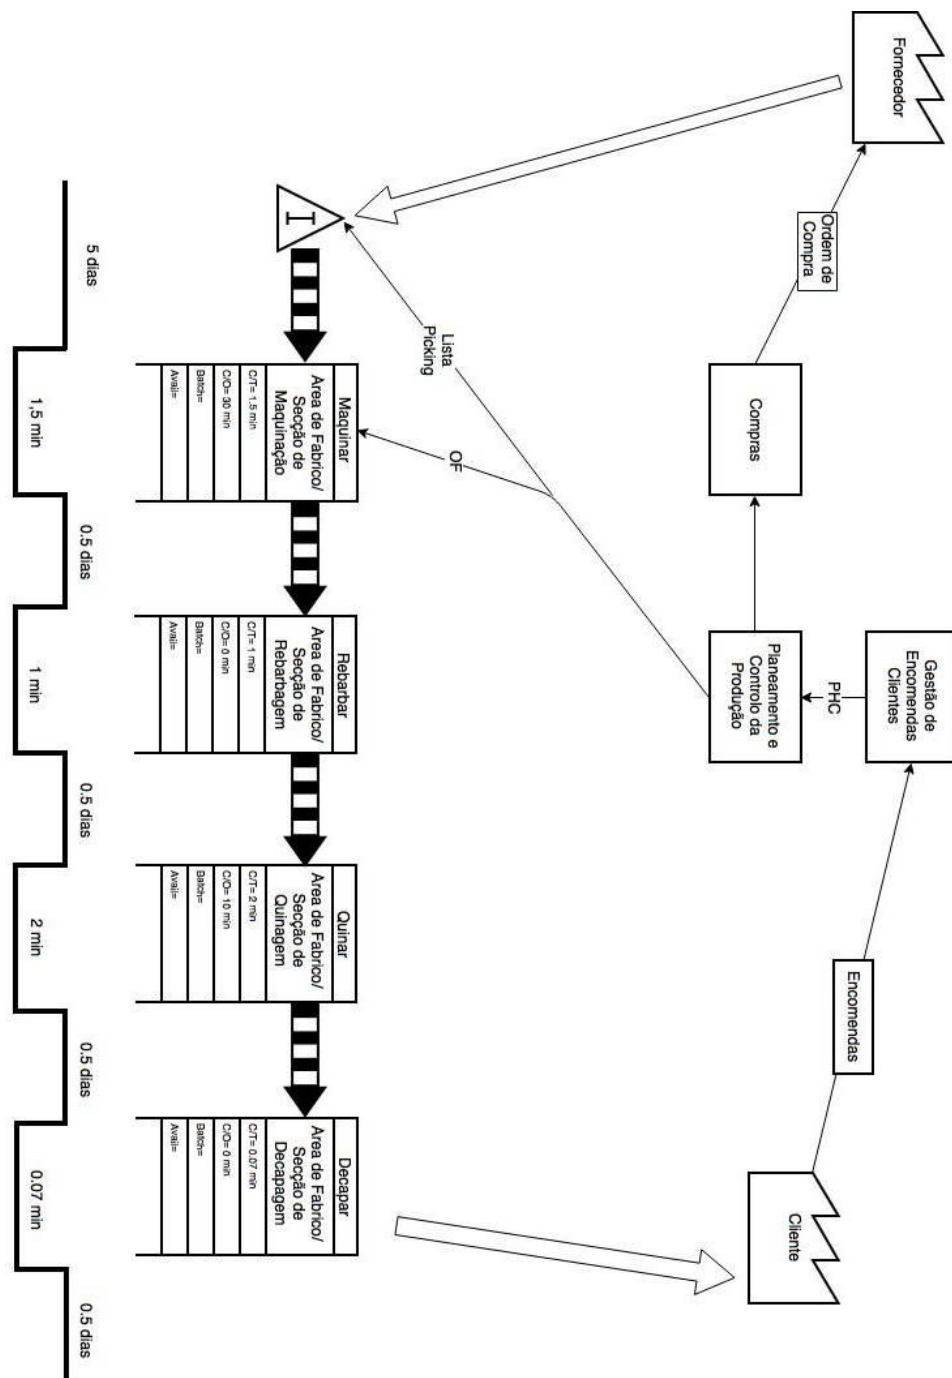 Fornecedor
Ordem de
Compra
Compras
Planeamento e
Controlo da
Produção
PHC
Gestão de
Encomendas
Clientes
Encomendas
Cliente
Lista
Picking
OF
I
Maquinar
Área de Fabrico/
Secção de
Maquinação
C/T= 1.5 min
C/O= 30 min
Batch=
Avail=
Rebarbar
Área de Fabrico/
Secção de
Rebarbagem
C/T= 1 min
C/O= 0 min
Batch=
Avail=
Quinar
Área de Fabrico/
Secção de
Quinagem
C/T= 2 min
C/O= 10 min
Batch=
Avail=
Decapar
Área de Fabrico/
Secção de
Decapagem
C/T= 0.07 min
C/O= 0 min
Batch=
Avail=
5 dias
1,5 min
0.5 dias
1 min
0.5 dias
2 min
0.5 dias
0.07 min
0.5 dias